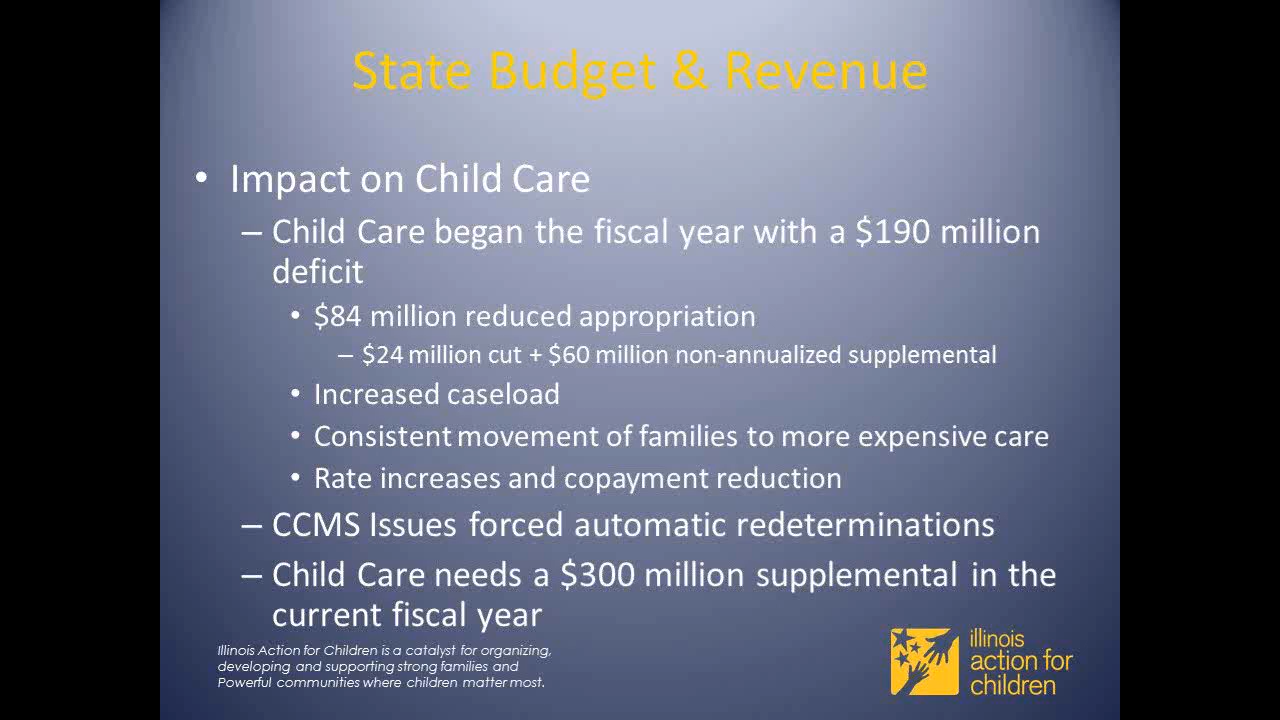 State Budget & Revenue
• Impact on Child Care
– Child Care began the fiscal year with a $190 million
deficit
• $84 million reduced appropriation
– $24 million cut + $60 million non-annualized supplemental
• Increased caseload
• Consistent movement of families to more expensive care
• Rate increases and copayment reduction
– CCMS Issues forced automatic redeterminations
– Child Care needs a $300 million supplemental in the
current fiscal year
Illinois Action for Children is a catalyst for organizing,
developing and supporting strong families and
Powerful communities where children matter most.
illinois
action for
children